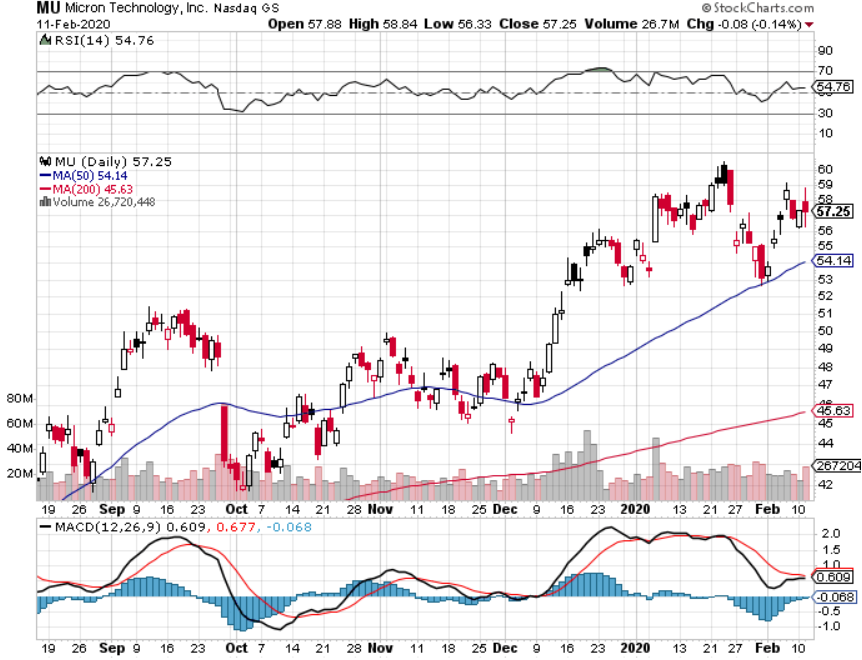 MU Micron Technology, Inc. Nasdaq GS © StockCharts.com
11-Feb-2020 Open 57.88 High 58.84 Low 56.33 Close 57.25 Volume 26.7M Chg -0.08 (-0.14%)
RSI(14) 54.76
90
70
54.76
50
30
10
MU (Daily) 57.25
MA(50) 54.14
MA(200) 45.63
Volume 26,720,448
60
59
58
57.25
56
55
54.14
53
52
51
50
49
48
47
46
80M
45.63
45
60M
44
40M
267204
20M
42
19 26 Sep 9 16 23 Oct 7 14 21 28 Nov 11 18 25 Dec 9 16 23 2020 13 21 27 Feb 10
MACD(12,26,9) 0.609, 0.677, -0.068
2.0
1.5
1.0
0.609
-0.068
-0.5
-1.0
19 26 Sep 9 16 23 Oct 7 14 21 28 Nov 11 18 25 Dec 9 16 23 2020 13 21 27 Feb 10